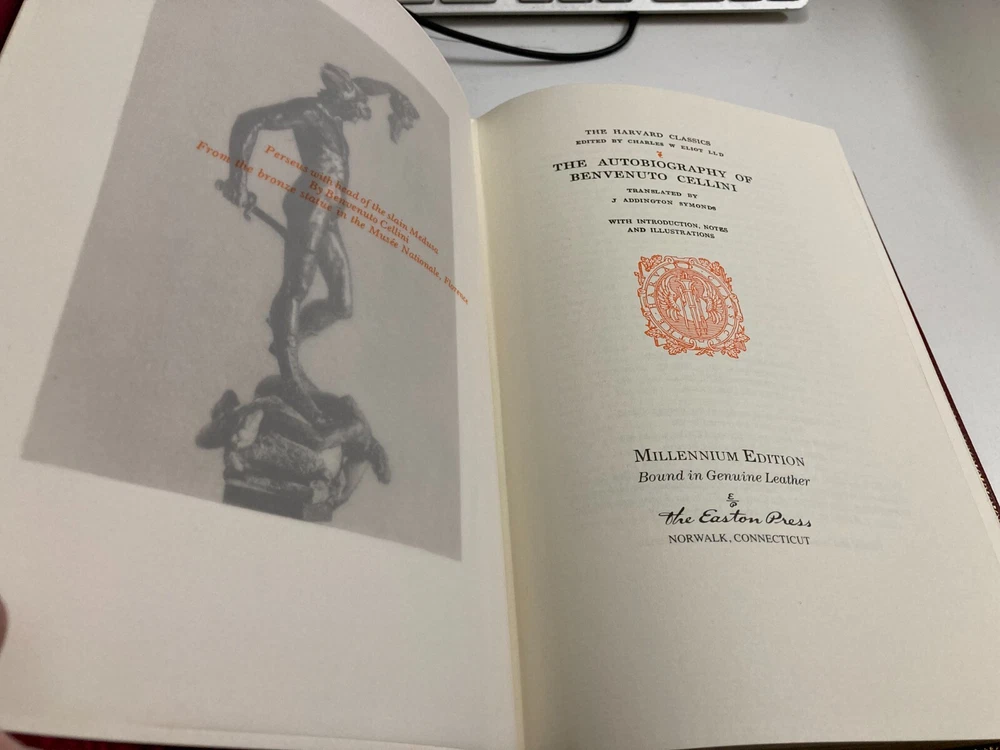 Perseus with head of the slain Medusa
By Benvenuto Cellini
From the bronze statue in the Musée Nationale, Florence
THE HARVARD CLASSICS
EDITED BY CHARLES W ELIOT LLD
THE AUTOBIOGRAPHY OF
BENVENUTO CELLINI
TRANSLATED BY
J ADDINGTON SYMONDS
WITH INTRODUCTION, NOTES
AND ILLUSTRATIONS
MILLENNIUM EDITION
Bound in Genuine Leather
E
P
The Easton Press
NORWALK, CONNECTICUT